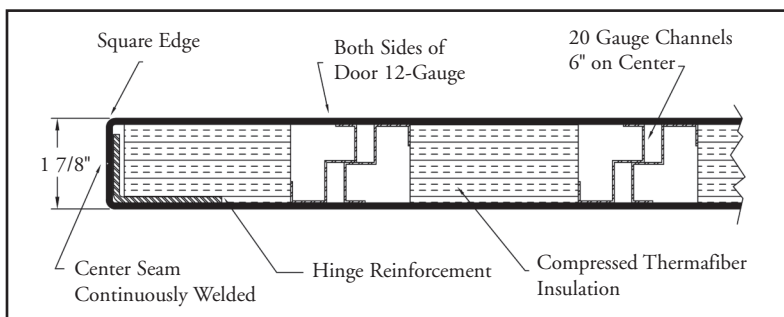 Square Edge
Both Sides of
Door 12-Gauge
20 Gauge Channels
6" on Center
1 7/8"
Center Seam
Continuously Welded
Hinge Reinforcement
Compressed Thermafiber
Insulation